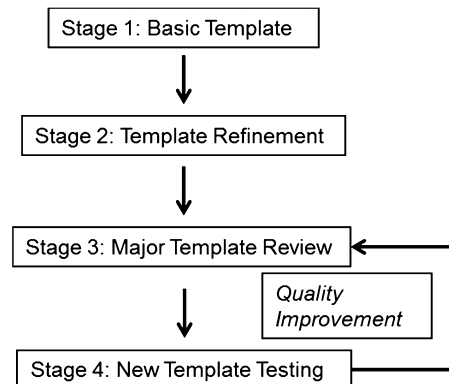 Stage 1: Basic Template
Stage 2: Template Refinement
Stage 3: Major Template Review
Quality
Improvement
Stage 4: New Template Testing